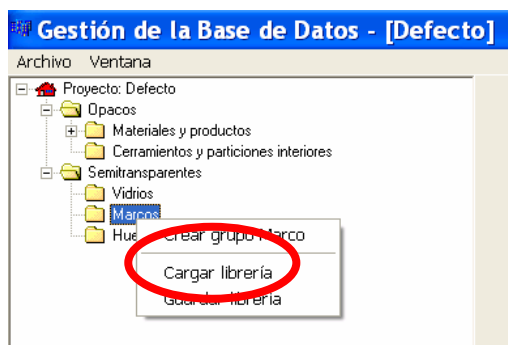 Gestión de la Base de Datos - [Defecto]
Archivo Ventana
Proyecto: Defecto
Opacos
Materiales y productos
Cerramientos y particiones interiores
Semitransparentes
Vidrios
Marcos
Crear grupo Marco
Cargar librería
Guardar librería